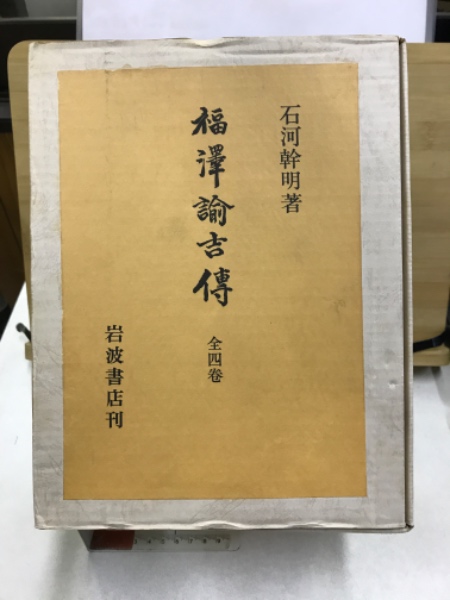 石河幹明著
福澤諭吉傳
全四卷
岩波書店刊